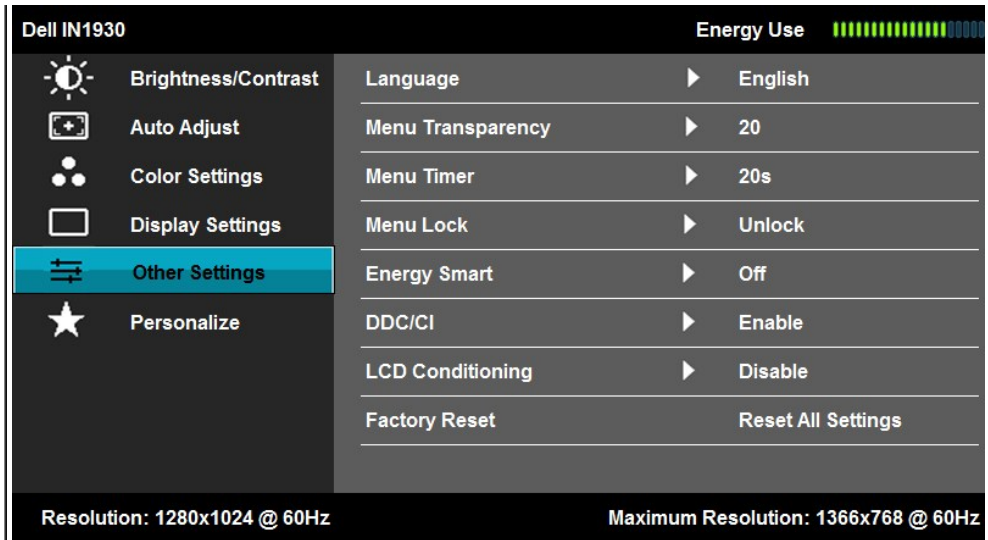 Dell IN1930 Energy Use
Brightness/Contrast Language English
Auto Adjust Menu Transparency 20
Color Settings Menu Timer 20s
Display Settings Menu Lock Unlock
Other Settings Energy Smart Off
Personalize DDC/CI Enable
LCD Conditioning Disable
Factory Reset Reset All Settings
Resolution: 1280x1024 @ 60Hz Maximum Resolution: 1366x768 @ 60Hz